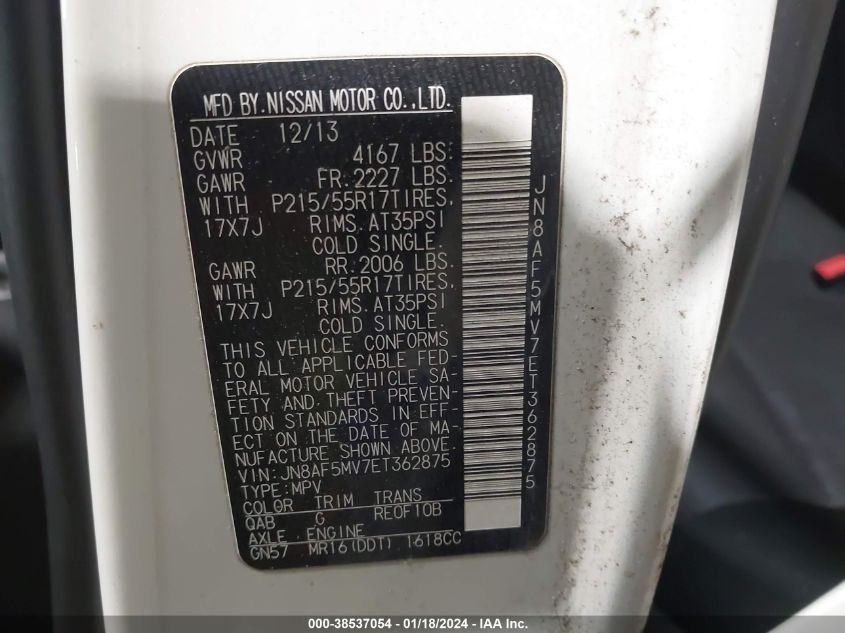 MFD BY.NISSAN MOTOR CO.,LTD.
DATE 12/13
GVWR 4167 LBS.
GAWR FR. 2227 LBS.
WITH P215/55R17TIRES,
17X7J RIMS. AT35PSI
COLD SINGLE.
GAWR RR. 2006 LBS.
WITH P215/55R17TIRES,
17X7J RIMS. AT35PSI
COLD SINGLE.
THIS VEHICLE CONFORMS
TO ALL APPLICABLE FED-
ERAL MOTOR VEHICLE SA-
FETY AND THEFT PREVEN-
TION STANDARDS IN EFF-
ECT ON THE DATE OF MA-
NUFACTURE SHOWN ABOVE
VIN: JN8AF5MV7ET362875
TYPE:MPV
COLOR TRIM TRANS
QAB G RE0F10B
AXLE ENGINE
GN57 MR16(DDT) 1618CC
JN8AF5MV7ET362875
000-38537054 - 01/18/2024 - IAA Inc.